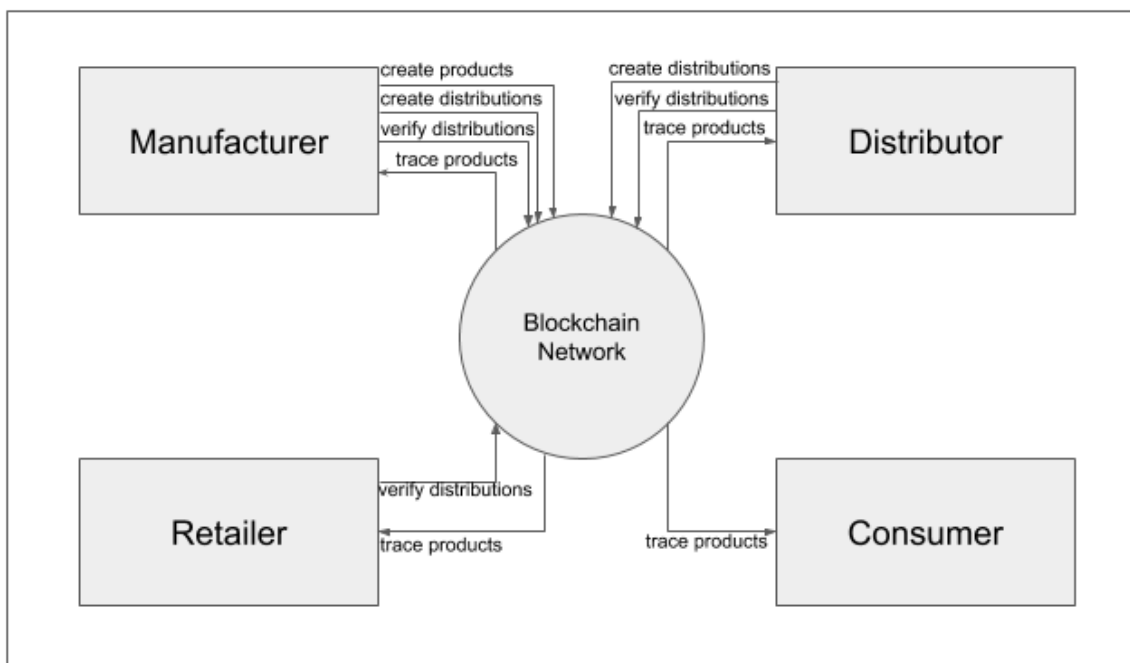 create products
create distributions
verify distributions
trace products
Manufacturer
create distributions
verify distributions
trace products
Distributor
Blockchain
Network
Retailer
verify distributions
trace products
trace products
Consumer